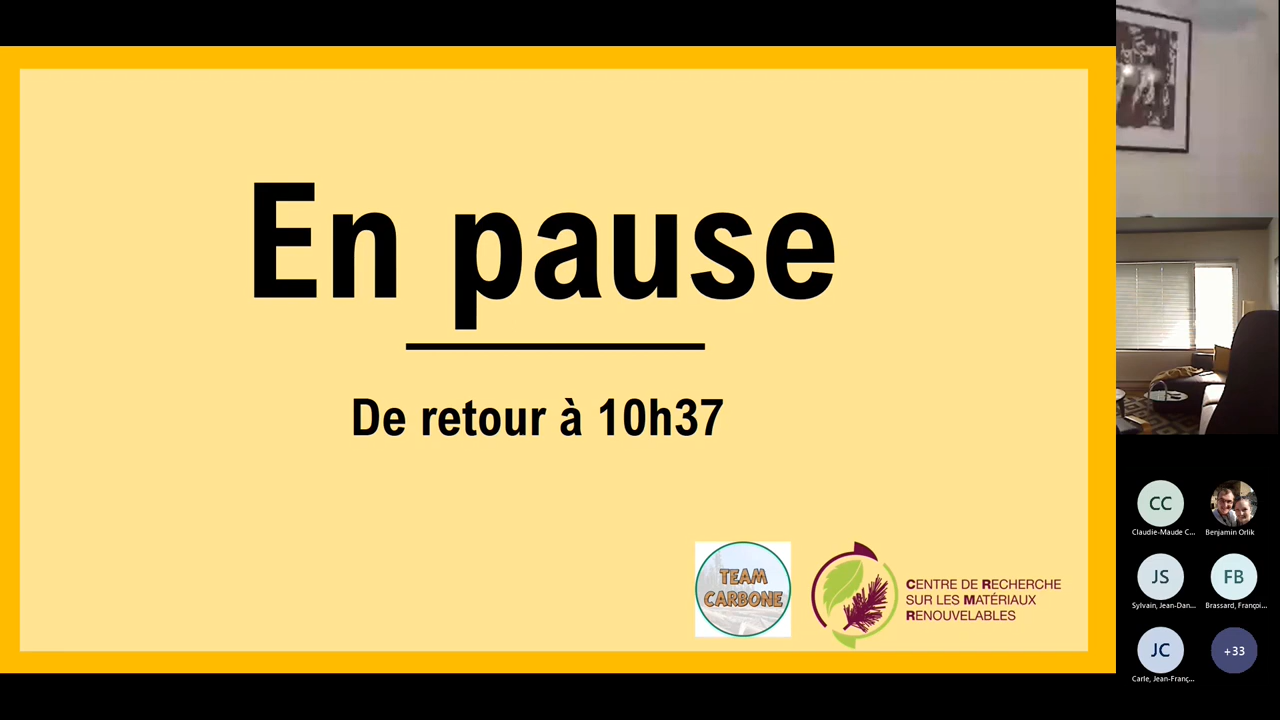 En pause
De retour à 10h37
TEAM
CARBONE
CENTRE DE RECHERCHE
SUR LES MATÉRIAUX
RENOUVELABLES
CC
Claudie-Maude C...
Benjamin Orlik
JS
Sylvain, Jean-Dan...
FB
Brassard, Françoi...
JC
Carle, Jean-Franç...
+33